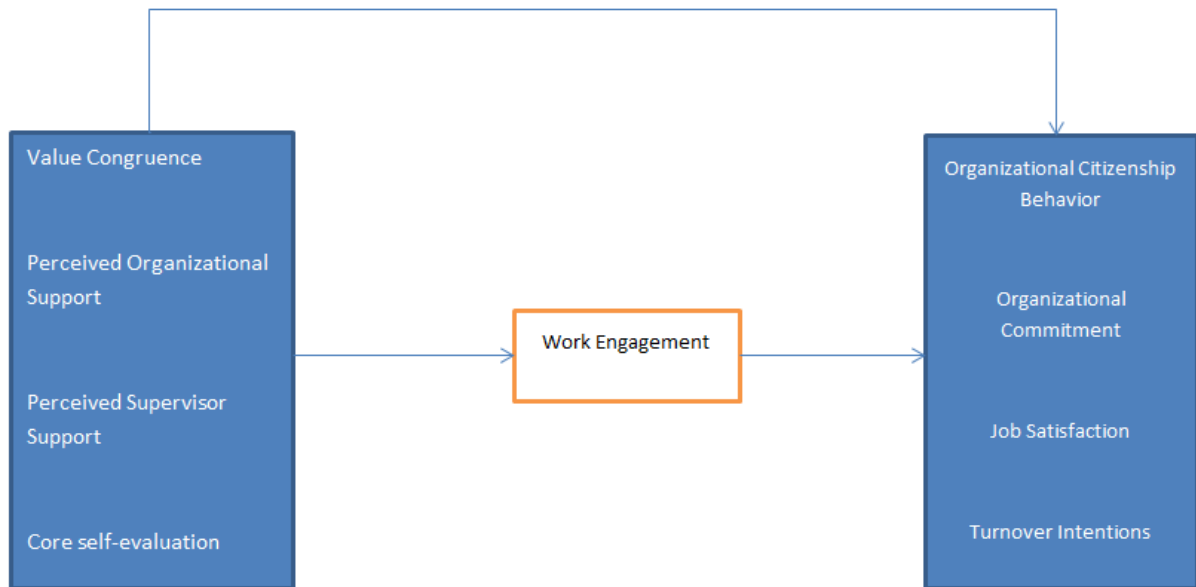 Value Congruence
Perceived Organizational
Support
Perceived Supervisor
Support
Core self-evaluation
Work Engagement
Organizational Citizenship
Behavior
Organizational
Commitment
Job Satisfaction
Turnover Intentions